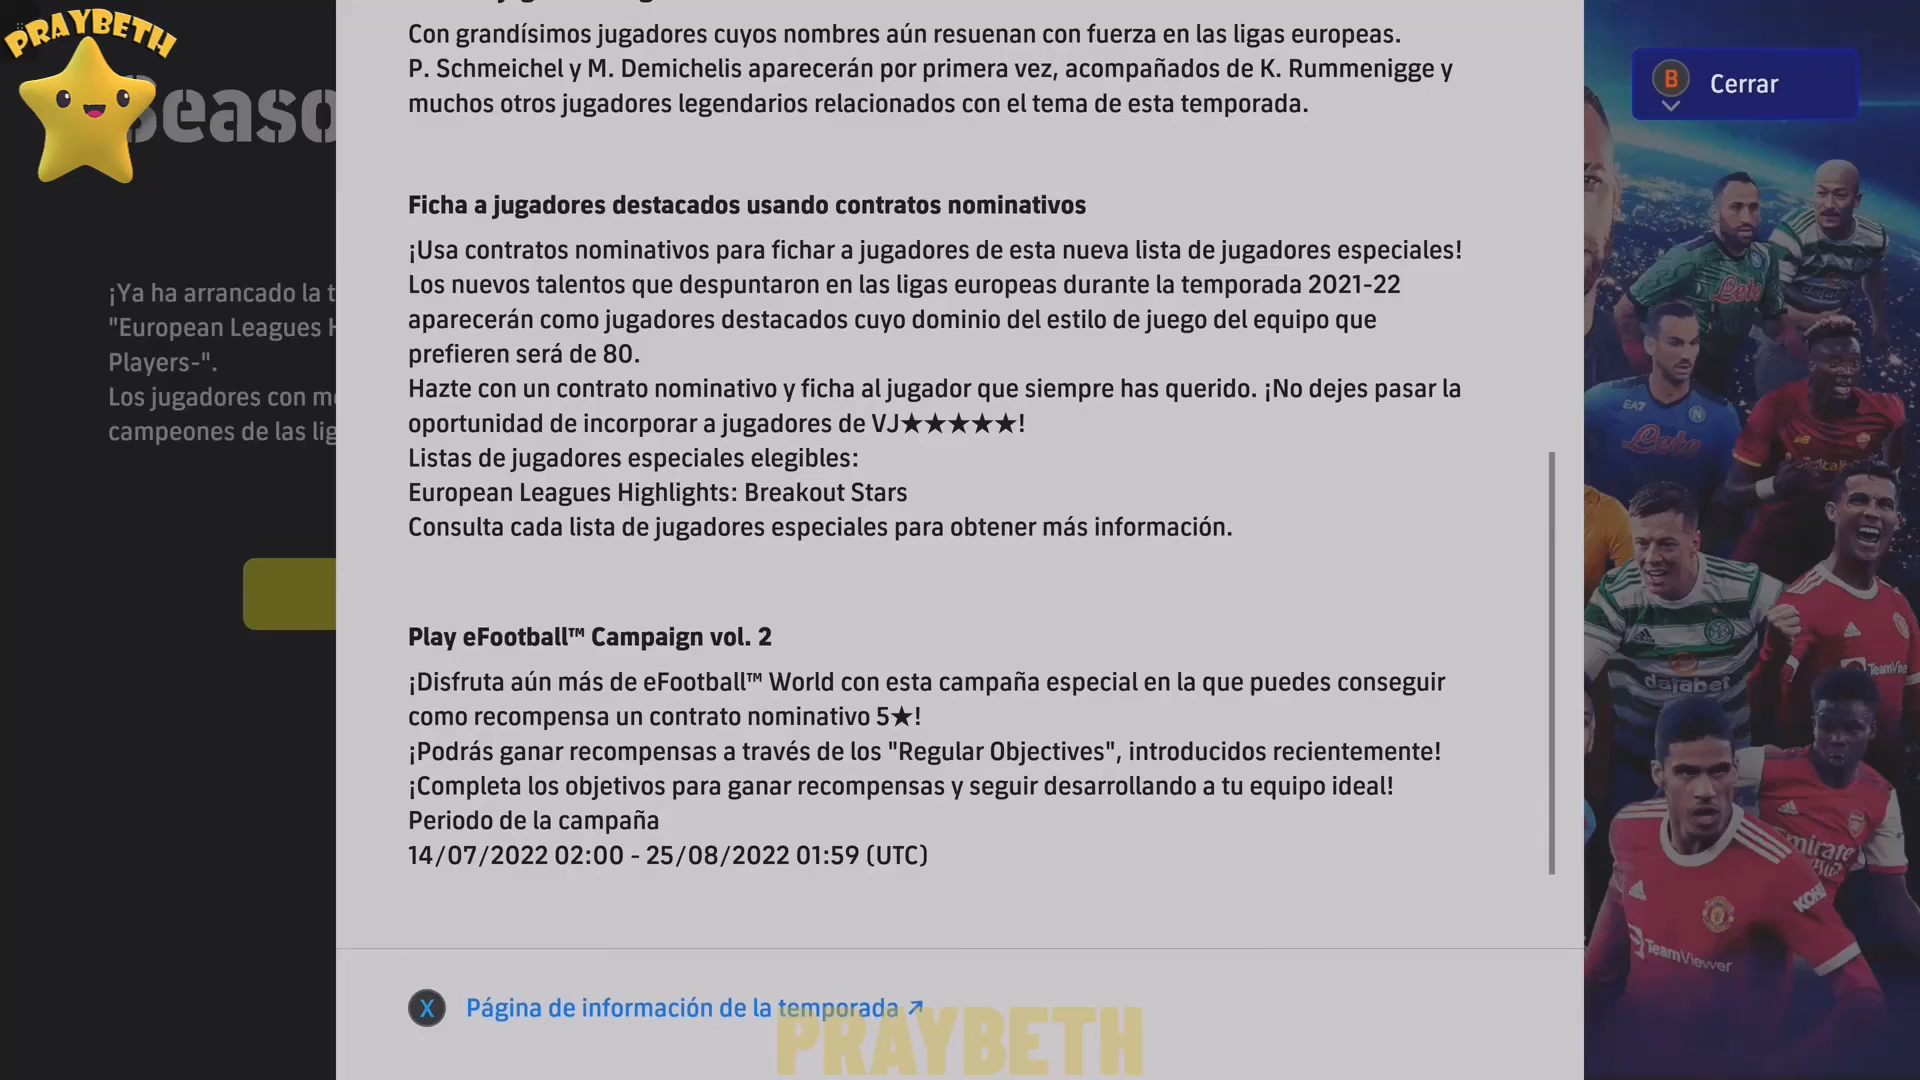 PRAYBETH
Seaso
Con grandísimos jugadores cuyos nombres aún resuenan con fuerza en las ligas europeas.
P. Schmeichel y M. Demichelis aparecerán por primera vez, acompañados de K. Rummenigge y
muchos otros jugadores legendarios relacionados con el tema de esta temporada.
B Cerrar
Ficha a jugadores destacados usando contratos nominativos
¡Usa contratos nominativos para fichar a jugadores de esta nueva lista de jugadores especiales!
Los nuevos talentos que despuntaron en las ligas europeas durante la temporada 2021-22
aparecerán como jugadores destacados cuyo dominio del estilo de juego del equipo que
prefieren será de 80.
Hazte con un contrato nominativo y ficha al jugador que siempre has querido. ¡No dejes pasar la
oportunidad de incorporar a jugadores de VJ★★★★★!
Listas de jugadores especiales elegibles:
European Leagues Highlights: Breakout Stars
Consulta cada lista de jugadores especiales para obtener más información.
¡Ya ha arrancado la t
"European Leagues H
Players-".
Los jugadores con me
campeones de las lig
Play eFootball™ Campaign vol. 2
¡Disfruta aún más de eFootball™ World con esta campaña especial en la que puedes conseguir
como recompensa un contrato nominativo 5★!
¡Podrás ganar recompensas a través de los "Regular Objectives", introducidos recientemente!
¡Completa los objetivos para ganar recompensas y seguir desarrollando a tu equipo ideal!
Periodo de la campaña
14/07/2022 02:00 - 25/08/2022 01:59 (UTC)
X Página de información de la temporada ↗
PRAYBETH
Lete
EA7
Lete
dafabet
TeamView
KOHL
TeamViewer